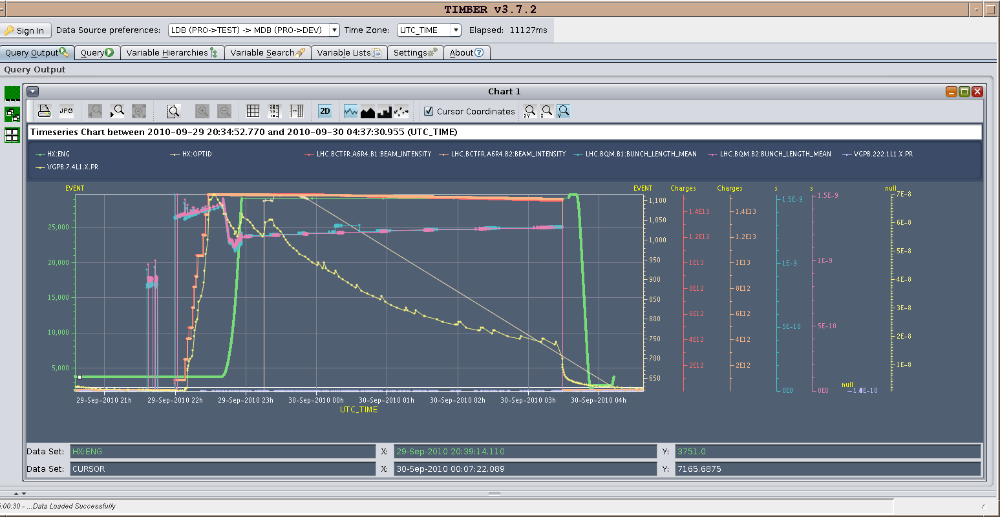 TIMBER v3.7.2
Sign In Data Source preferences: LDB (PRO->TEST) -> MDB (PRO->DEV) Time Zone: UTC_TIME Elapsed: 11127ms
Query Output Query Variable Hierarchies Variable Search Variable Lists Settings About
Query Output
Chart 1
JPG 2D Cursor Coordinates XY X Y
Timeseries Chart between 2010-09-29 20:34:52.770 and 2010-09-30 04:37:30.955 (UTC_TIME)
HX:ENG HX:OPTID LHC.BCTFR.A6R4.B1:BEAM_INTENSITY LHC.BCTFR.A6R4.B2:BEAM_INTENSITY LHC.BQM.B1:BUNCH_LENGTH_MEAN LHC.BQM.B2:BUNCH_LENGTH_MEAN VGPB.222.1L1.X.PR
VGPB.7.4L1.X.PR
EVENT EVENT Charges Charges s s null
7E-8
1.5E-9
1.5E-9
1,100
1.4E13 1.4E13
1,050 6E-8
25,000
1,000 1.2E13 1.2E13
5E-8
950
20,000 1E13 1E13 1E-9 1E-9
900 4E-8
8E12 8E12
15,000 850
3E-8
800 6E12 6E12
5E-10 5E-10
10,000 750 4E12 4E12 2E-8
700
5,000 2E12 2E12 1E-8
650
null
0E0 0E0
29-Sep-2010 21h 29-Sep-2010 22h 29-Sep-2010 23h 30-Sep-2010 00h 30-Sep-2010 01h 30-Sep-2010 02h 30-Sep-2010 03h 30-Sep-2010 04h
UTC_TIME
Data Set: HX:ENG X: 29-Sep-2010 20:39:14.110 Y: 3751.0
Data Set: CURSOR X: 30-Sep-2010 00:07:22.089 Y: 7165.6875
:00:30 - ...Data Loaded Successfully